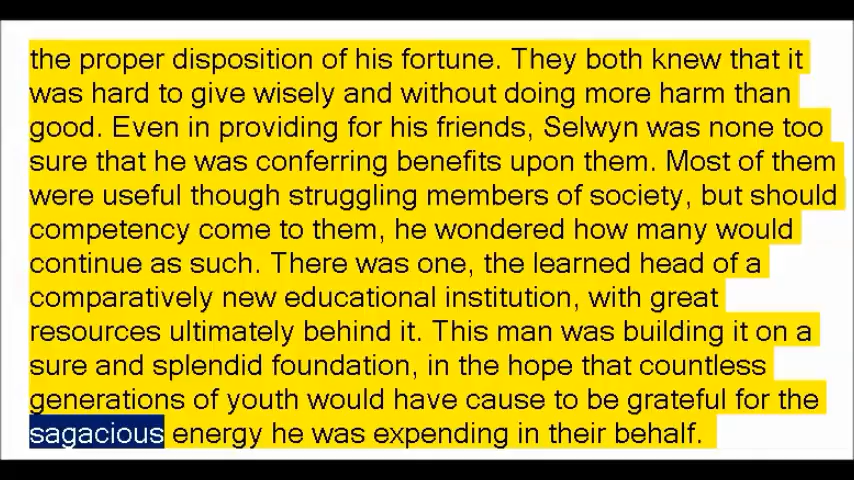 the proper disposition of his fortune. They both knew that it
was hard to give wisely and without doing more harm than
good. Even in providing for his friends, Selwyn was none too
sure that he was conferring benefits upon them. Most of them
were useful though struggling members of society, but should
competency come to them, he wondered how many would
continue as such. There was one, the learned head of a
comparatively new educational institution, with great
resources ultimately behind it. This man was building it on a
sure and splendid foundation, in the hope that countless
generations of youth would have cause to be grateful for the
sagacious energy he was expending in their behalf.